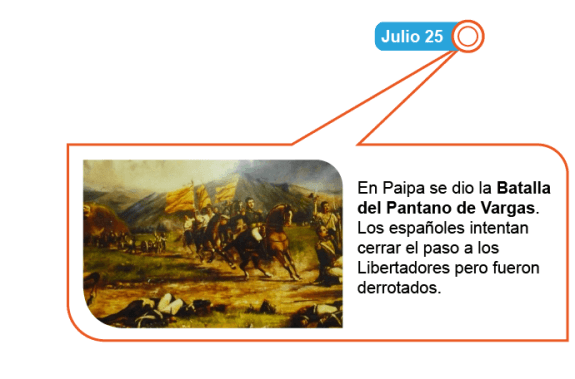 Julio 25
En Paipa se dio la Batalla
del Pantano de Vargas.
Los españoles intentan
cerrar el paso a los
Libertadores pero fueron
derrotados.